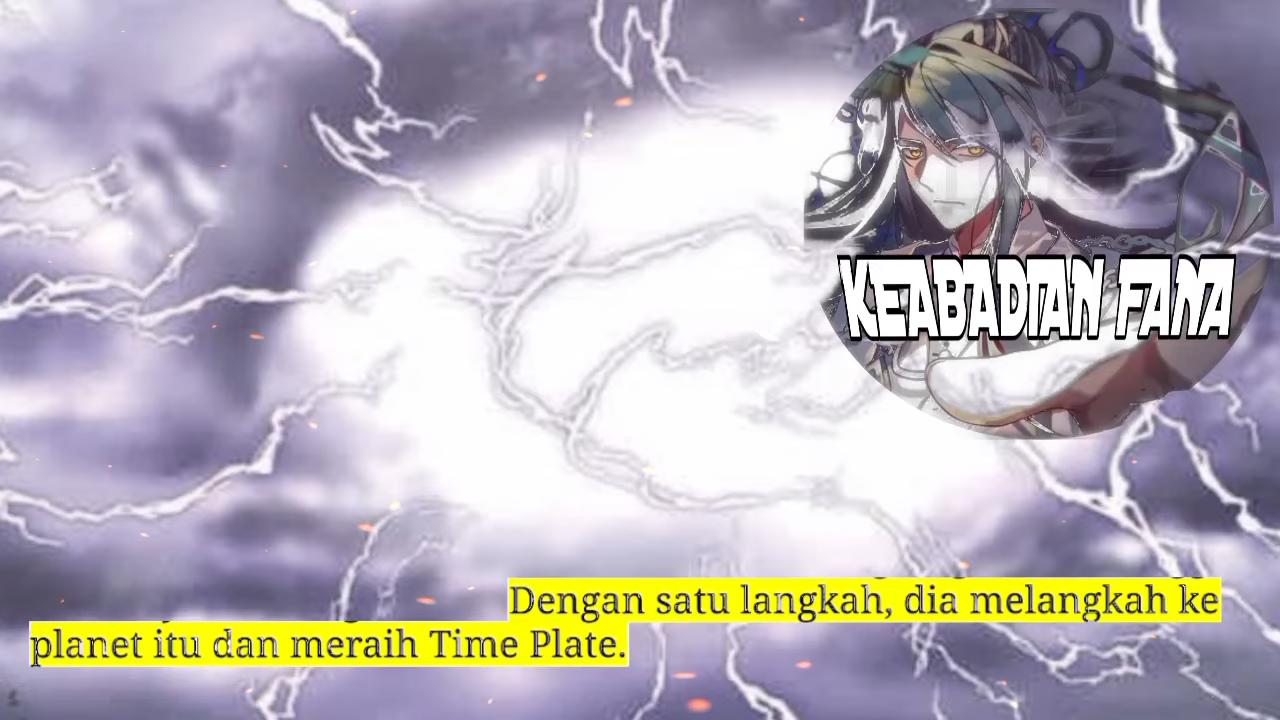 KEABADIAN FANA
Dengan satu langkah, dia melangkah ke
planet itu dan meraih Time Plate.